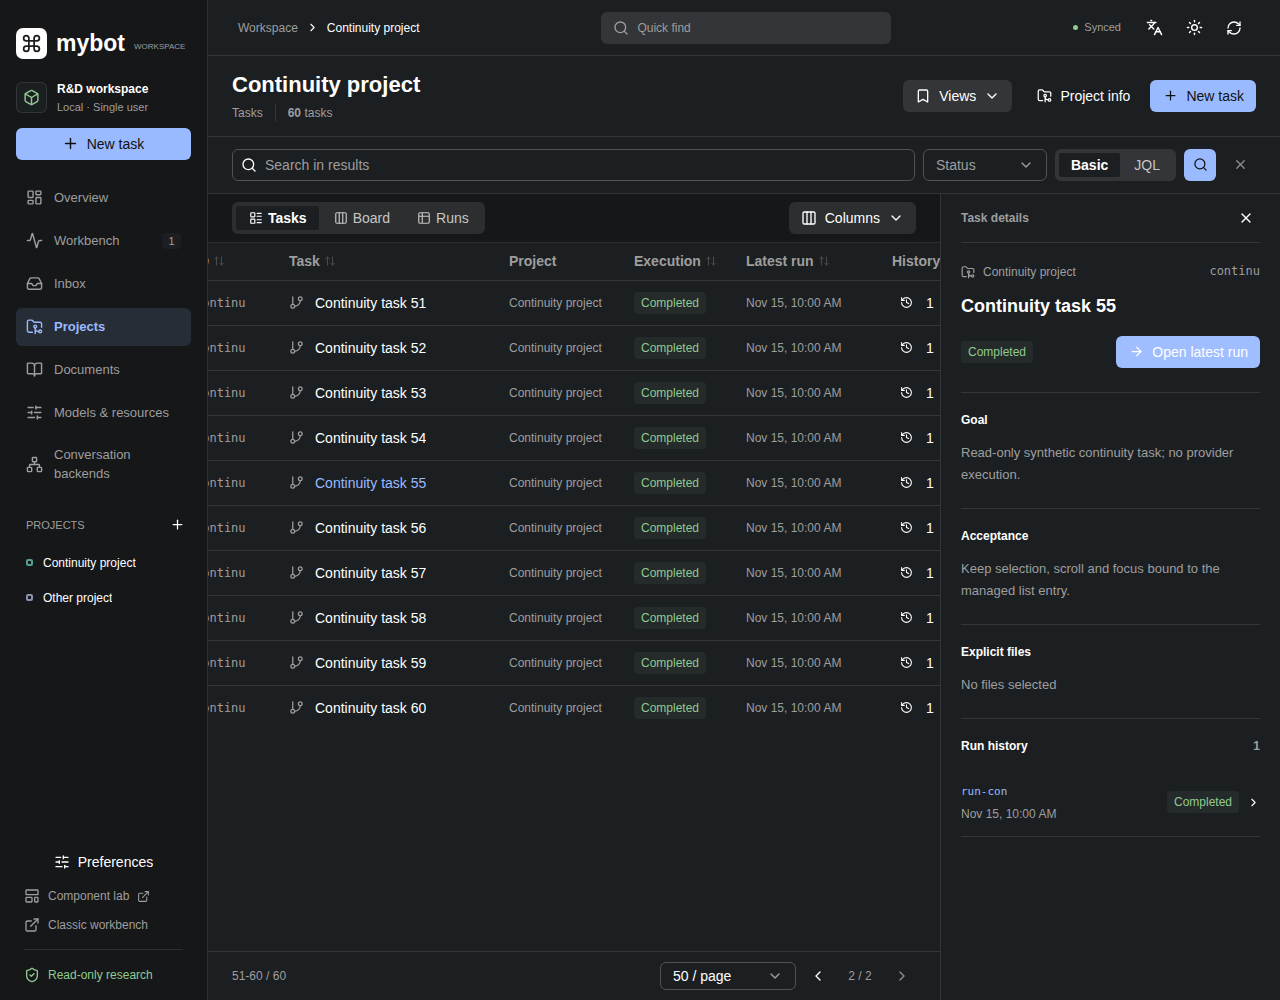 mybot WORKSPACE
R&D workspace
Local · Single user
New task
Overview
Workbench 1
Inbox
Projects
Documents
Models & resources
Conversation
backends
PROJECTS
Continuity project
Other project
Preferences
Component lab
Classic workbench
Read-only research
Workspace Continuity project
Quick find
Synced
Continuity project
Tasks 60 tasks
Views
Project info
New task
Search in results
Status
Basic JQL
Tasks Board Runs
Columns
Task Project Execution Latest run History
ontinu Continuity task 51 Continuity project Completed Nov 15, 10:00 AM 1
ontinu Continuity task 52 Continuity project Completed Nov 15, 10:00 AM 1
ontinu Continuity task 53 Continuity project Completed Nov 15, 10:00 AM 1
ontinu Continuity task 54 Continuity project Completed Nov 15, 10:00 AM 1
ontinu Continuity task 55 Continuity project Completed Nov 15, 10:00 AM 1
ontinu Continuity task 56 Continuity project Completed Nov 15, 10:00 AM 1
ontinu Continuity task 57 Continuity project Completed Nov 15, 10:00 AM 1
ontinu Continuity task 58 Continuity project Completed Nov 15, 10:00 AM 1
ontinu Continuity task 59 Continuity project Completed Nov 15, 10:00 AM 1
ontinu Continuity task 60 Continuity project Completed Nov 15, 10:00 AM 1
51-60 / 60
50 / page
2 / 2
Task details
Continuity project continu
Continuity task 55
Completed
Open latest run
Goal
Read-only synthetic continuity task; no provider
execution.
Acceptance
Keep selection, scroll and focus bound to the
managed list entry.
Explicit files
No files selected
Run history 1
run-con
Nov 15, 10:00 AM
Completed